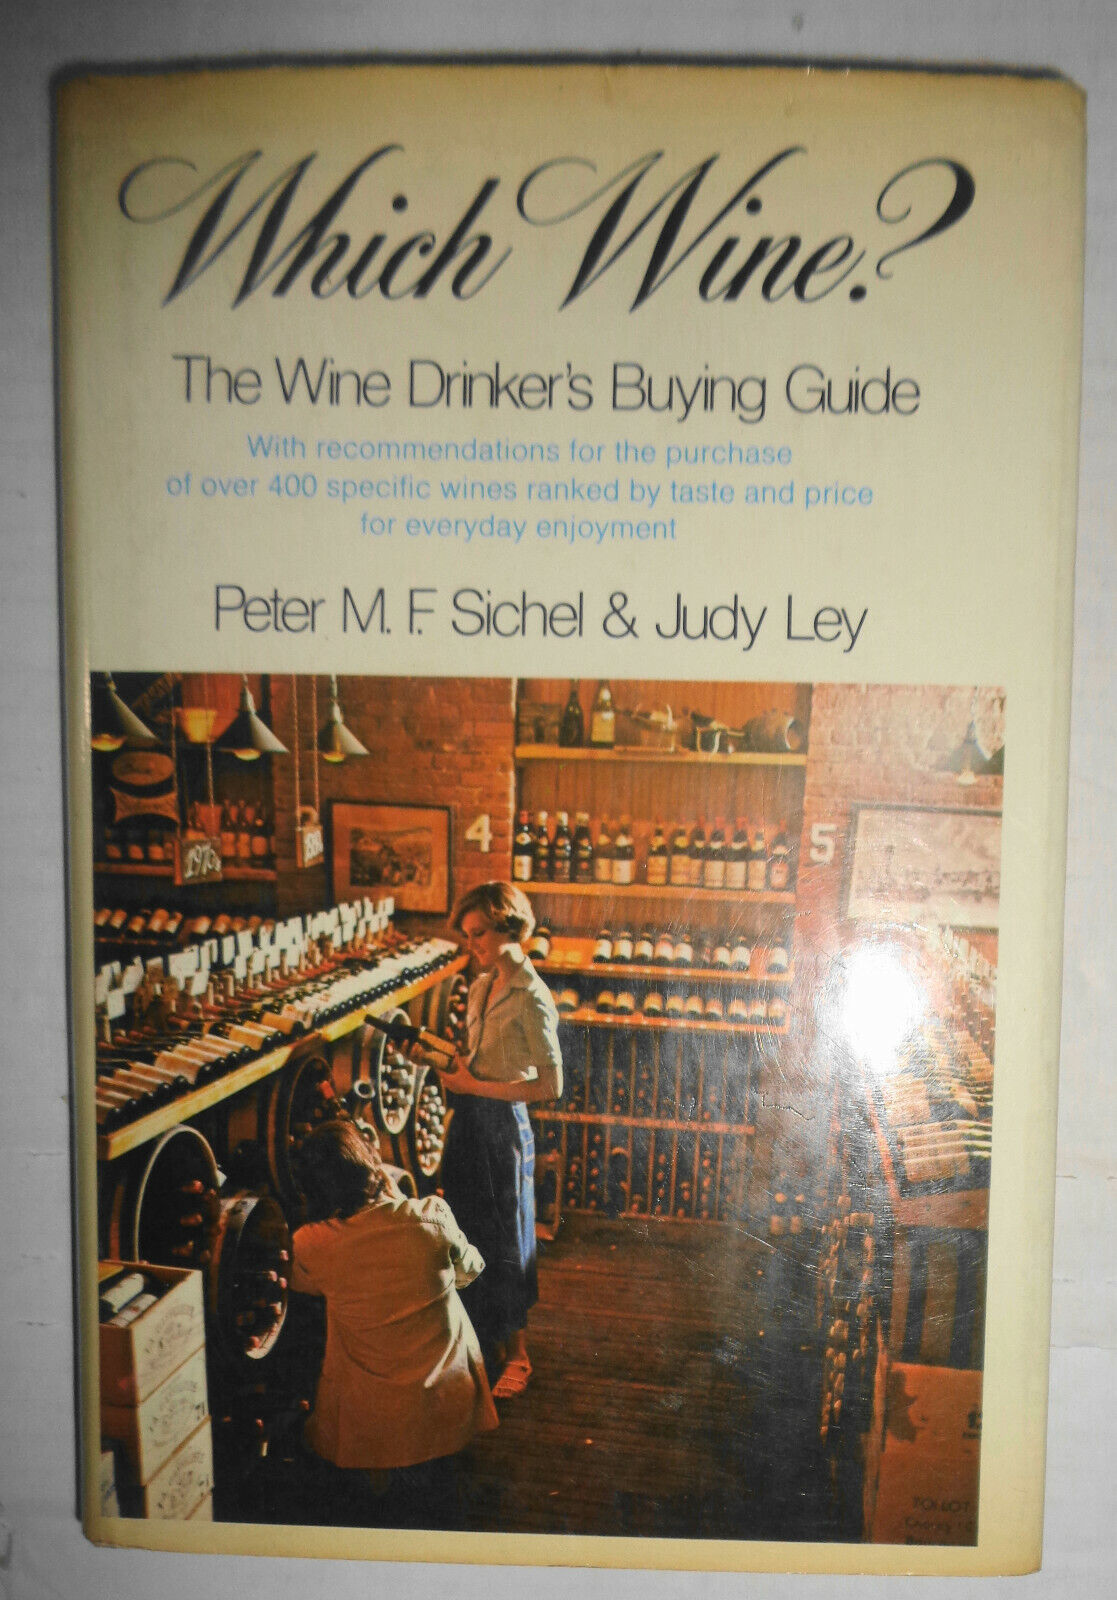 Which Wine?
The Wine Drinker's Buying Guide
With recommendations for the purchase
of over 400 specific wines ranked by taste and price
for everyday enjoyment
Peter M. F. Sichel & Judy Ley
4
5
TOLLOT